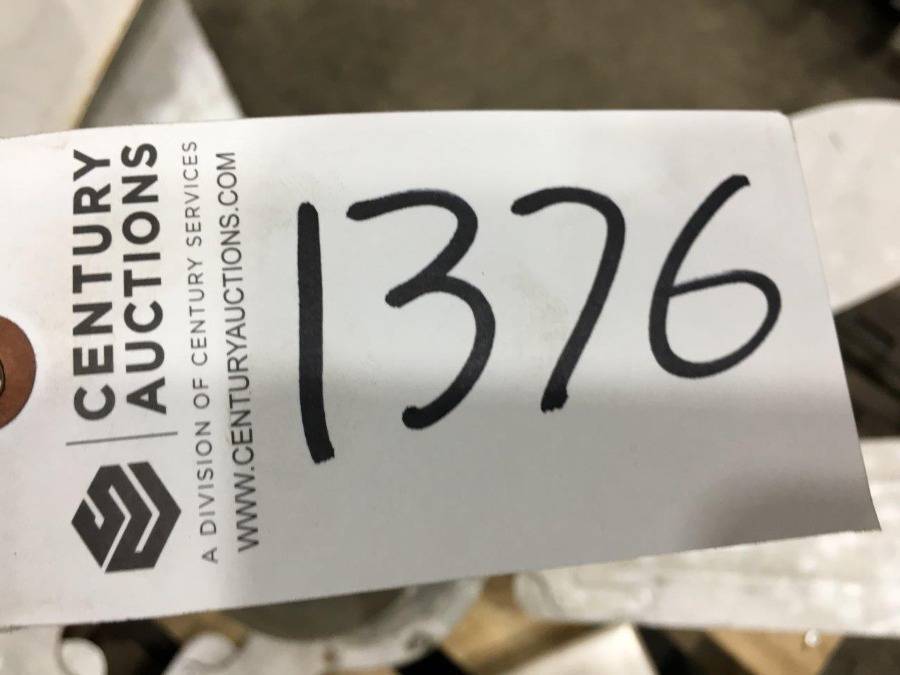 CENTURY
AUCTIONS
A DIVISION OF CENTURY SERVICES
WWW.CENTURYAUCTIONS.COM
1376